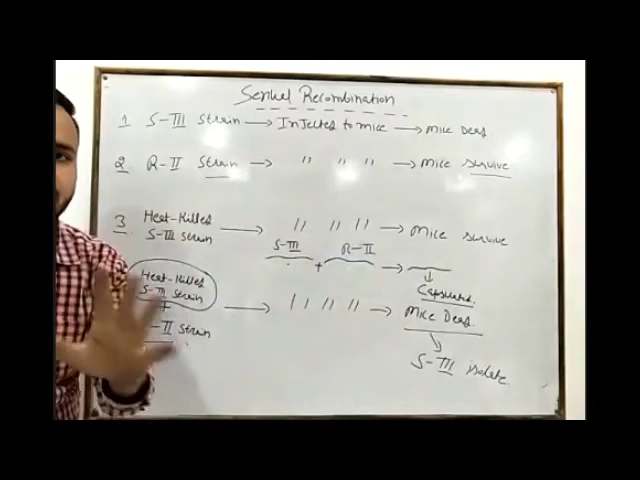 Sexual Recombination
1 S-III Strain → Injected to mice → Mice Dead
2 R-II Strain → " " " → Mice Survive
3 Heat-Killed S-III Strain → " " " → Mice Survive
S-III + R-II →
Capsulated
Heat-Killed
S-III Strain
+
-II Strain → " " " → Mice Dead
S-III isolate